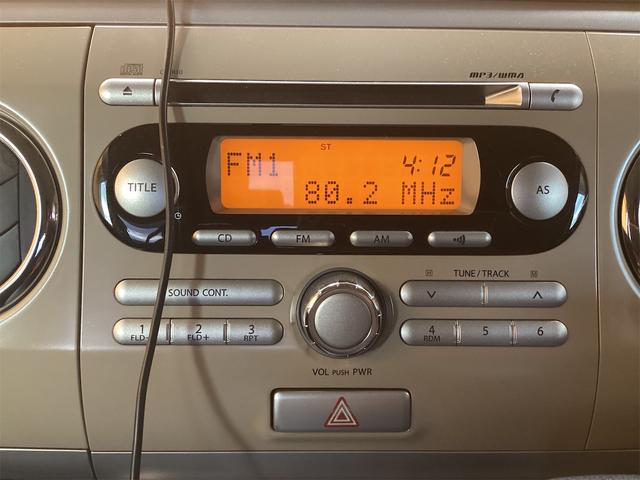 MP3/WMA
ST
FM1 4:12
80.2 MHz
TITLE
AS
CD
FM
AM
SOUND CONT.
TUNE/TRACK
1 FLD-
2 FLD+
3 RPT
4 RDM
5
6
VOL PUSH PWR